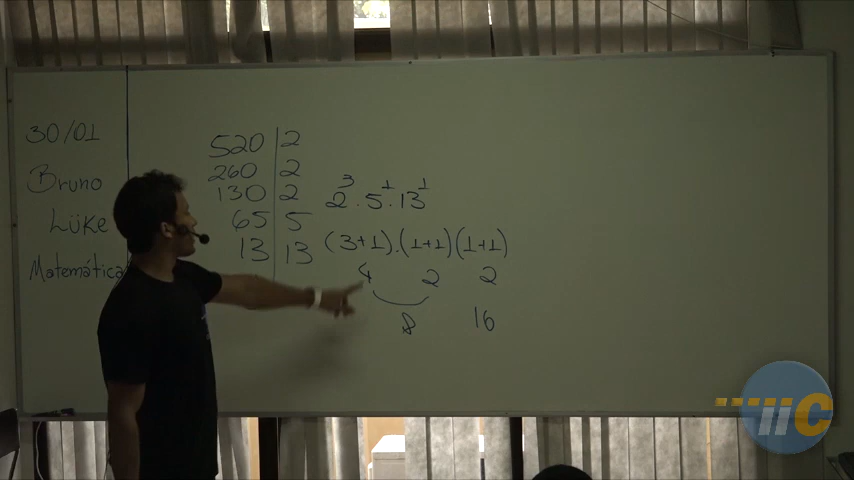 30/01
Bruno
Lüke
Matemática
520 | 2
260 | 2
130 | 2
65 | 5
13 | 13
2³ . 5¹ . 13¹
(3+1).(1+1)(1+1)
4 2 2
8 16
iiC